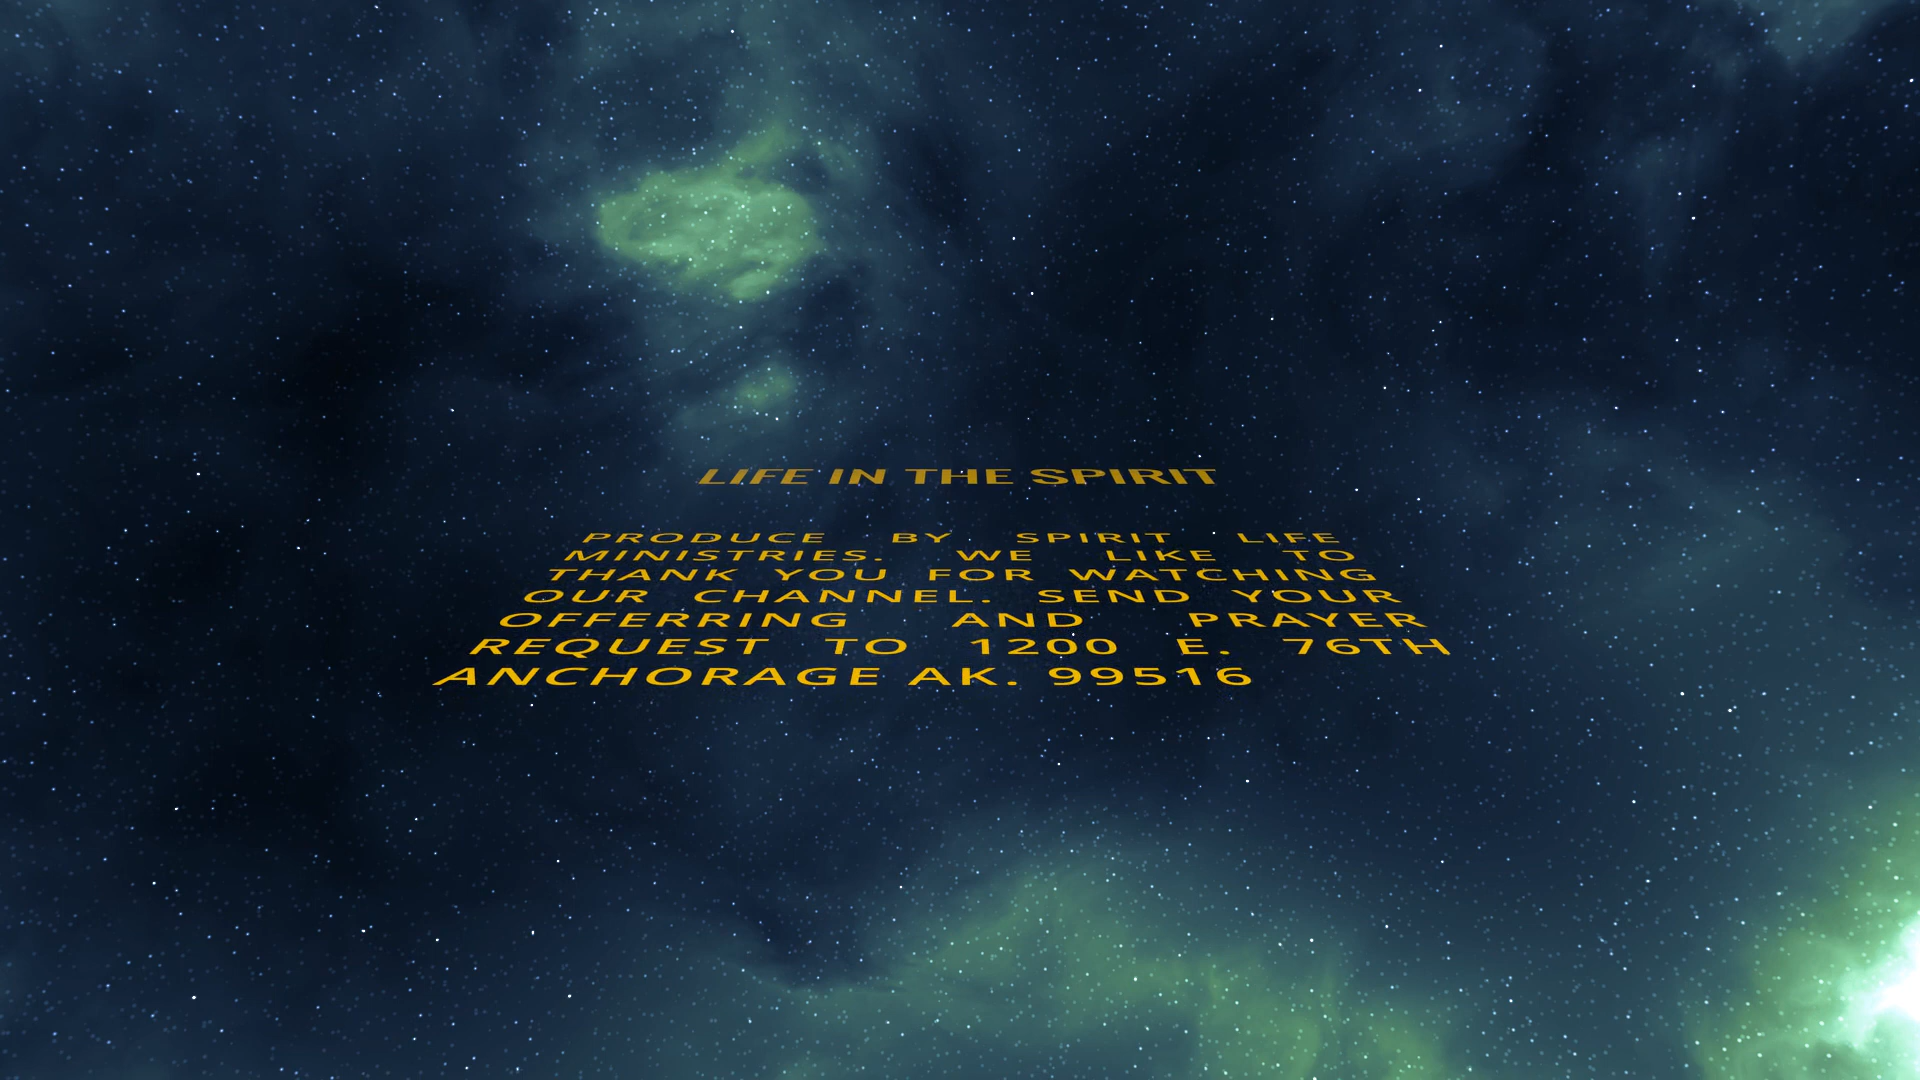 LIFE IN THE SPIRIT
PRODUCE BY SPIRIT LIFE
MINISTRIES. WE LIKE TO
THANK YOU FOR WATCHING
OUR CHANNEL. SEND YOUR
OFFERRING AND PRAYER
REQUEST TO 1200 E. 76TH
ANCHORAGE AK. 99516